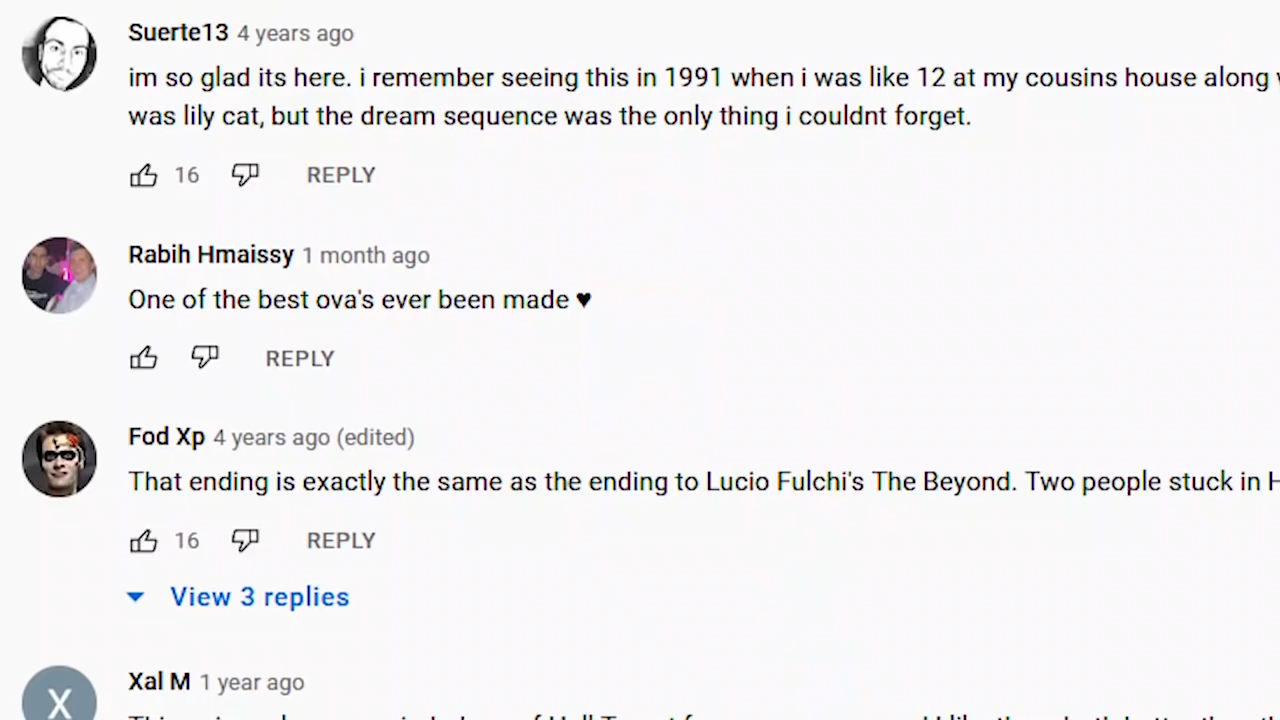 Suerte13 4 years ago
im so glad its here. i remember seeing this in 1991 when i was like 12 at my cousins house along
was lily cat, but the dream sequence was the only thing i couldnt forget.
16 REPLY
Rabih Hmaissy 1 month ago
One of the best ova's ever been made ♥
REPLY
Fod Xp 4 years ago (edited)
That ending is exactly the same as the ending to Lucio Fulchi's The Beyond. Two people stuck in H
16 REPLY
View 3 replies
X
Xal M 1 year ago